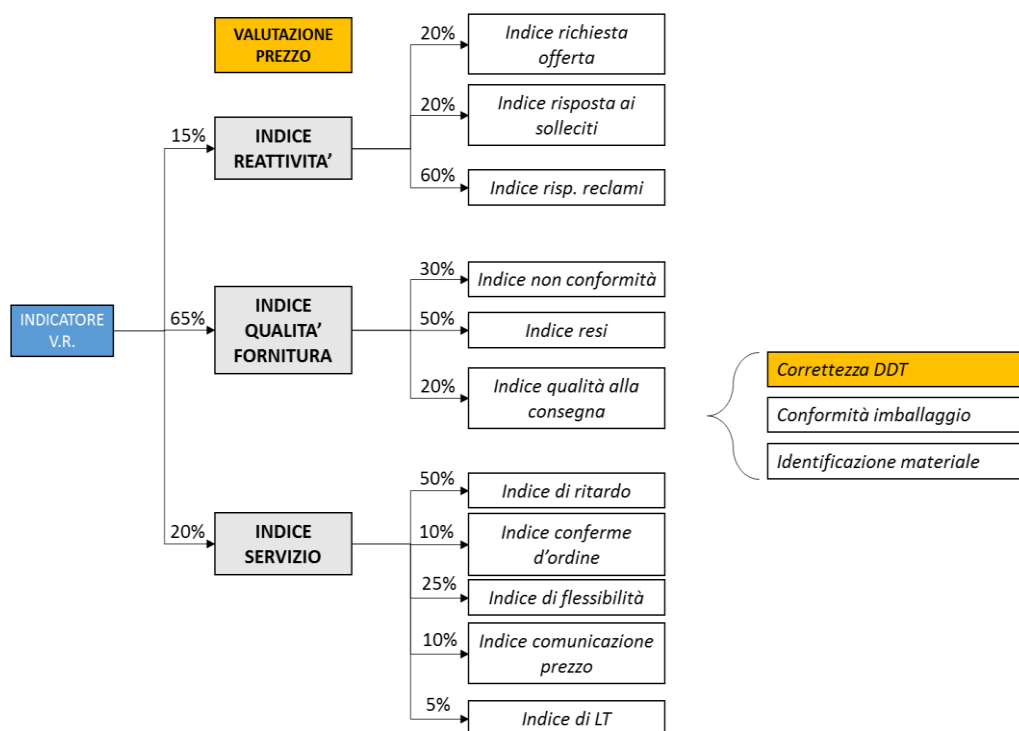 VALUTAZIONE
PREZZO
20%
Indice richiesta
offerta
20%
Indice risposta ai
solleciti
15%
INDICE
REATTIVITA’
60%
Indice risp. reclami
INDICATORE
V.R.
65%
INDICE
QUALITA’
FORNITURA
30%
Indice non conformità
50%
Indice resi
20%
Indice qualità alla
consegna
Correttezza DDT
Conformità imballaggio
Identificazione materiale
20%
INDICE
SERVIZIO
50%
Indice di ritardo
10%
Indice conferme
d’ordine
25%
Indice di flessibilità
10%
Indice comunicazione
prezzo
5%
Indice di LT